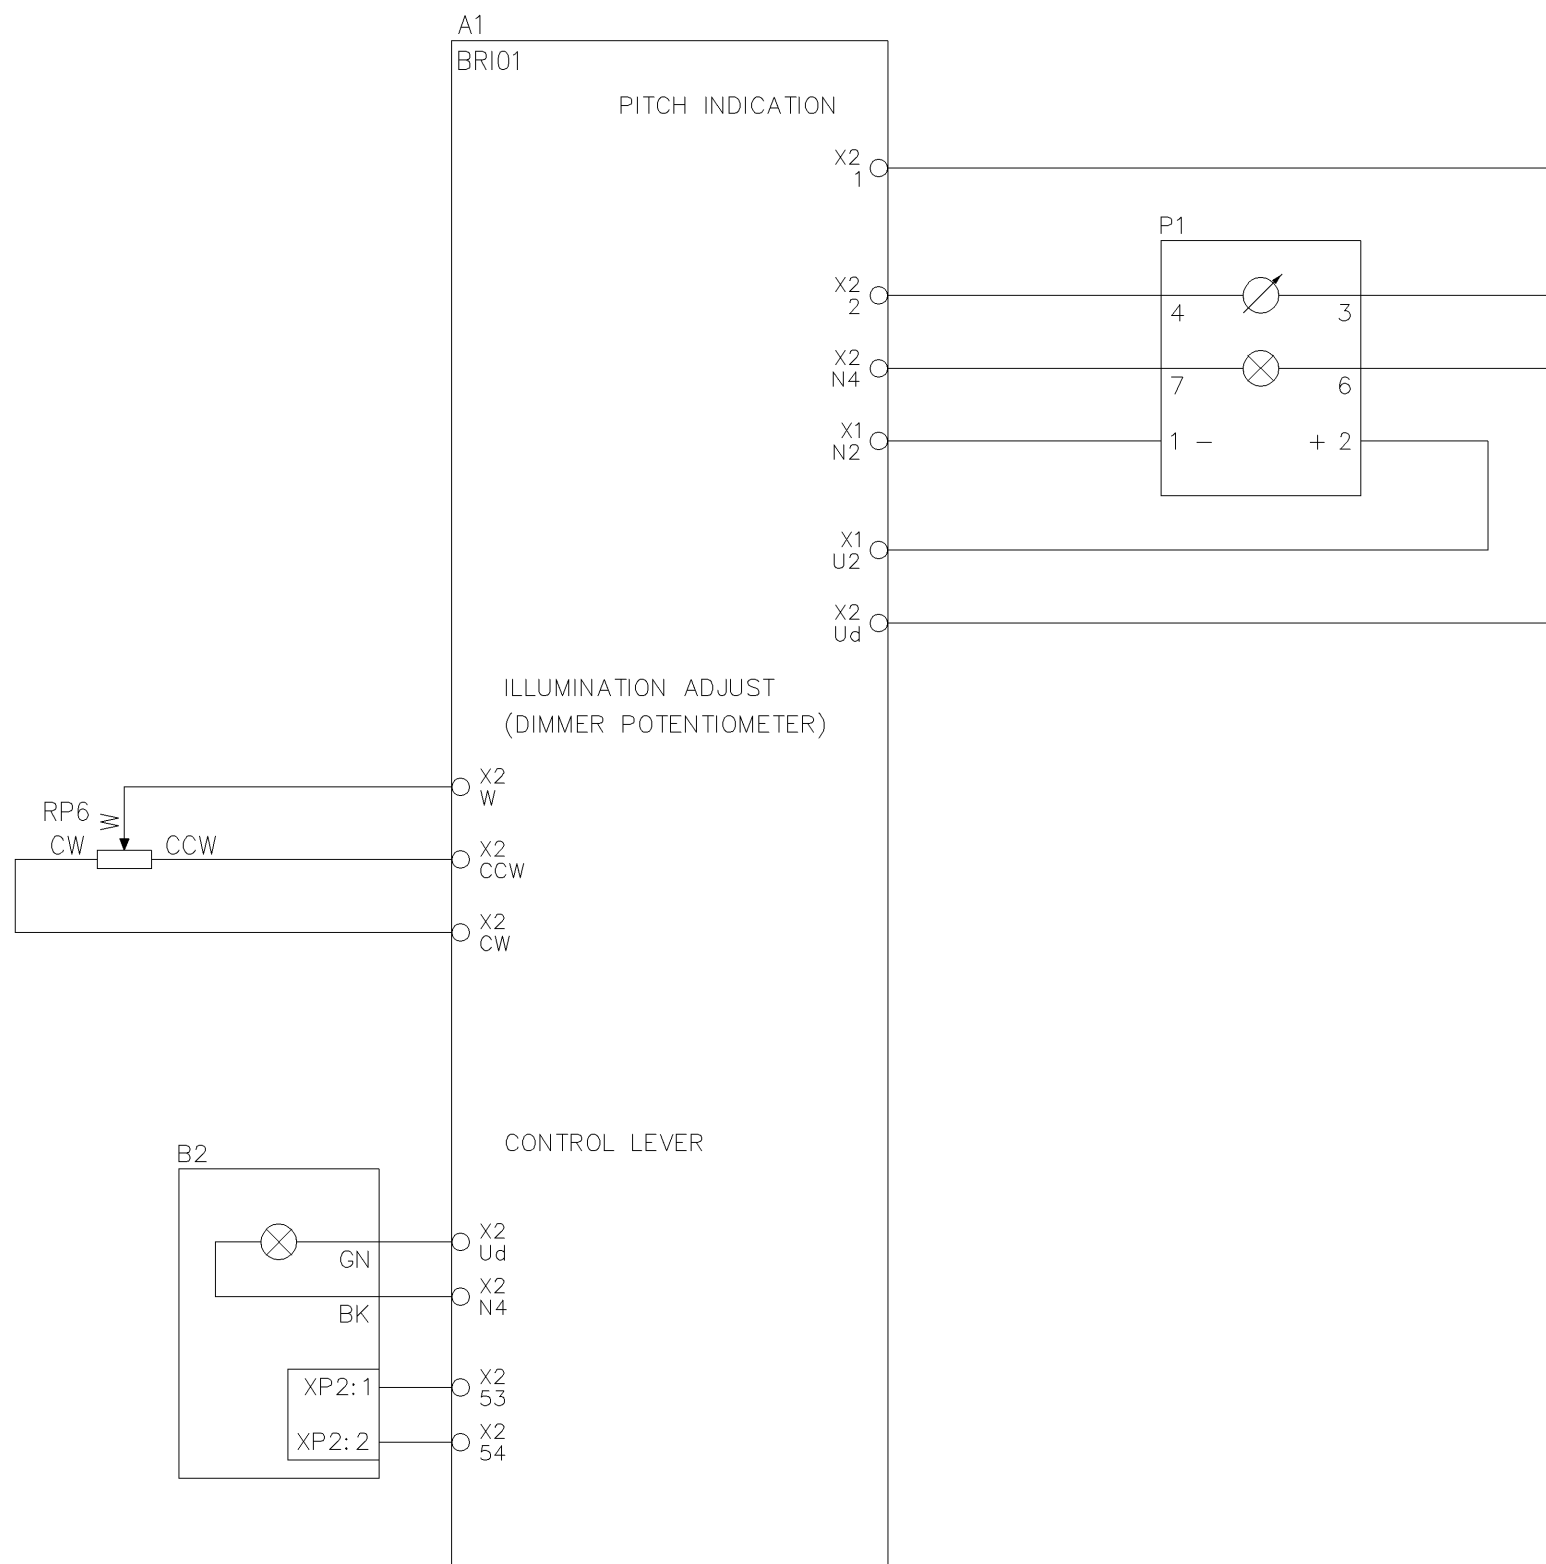 A1
BRI01
PITCH INDICATION
X2
1
P1
X2
2
4
3
X2
N4
7
6
X1
N2
1 -
+ 2
X1
U2
X2
Ud
ILLUMINATION ADJUST
(DIMMER POTENTIOMETER)
X2
W
RP6
W
CW
CCW
X2
CCW
X2
CW
CONTROL LEVER
B2
X2
Ud
GN
X2
N4
BK
XP2:1
X2
53
XP2:2
X2
54